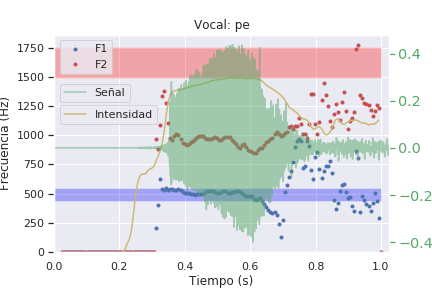 Vocal: pe
1750
1500
1250
1000
750
500
250
0
Frecuencia (Hz)
F1
F2
Señal
Intensidad
0.4
0.2
0.0
−0.2
−0.4
0.0 0.2 0.4 0.6 0.8 1.0
Tiempo (s)